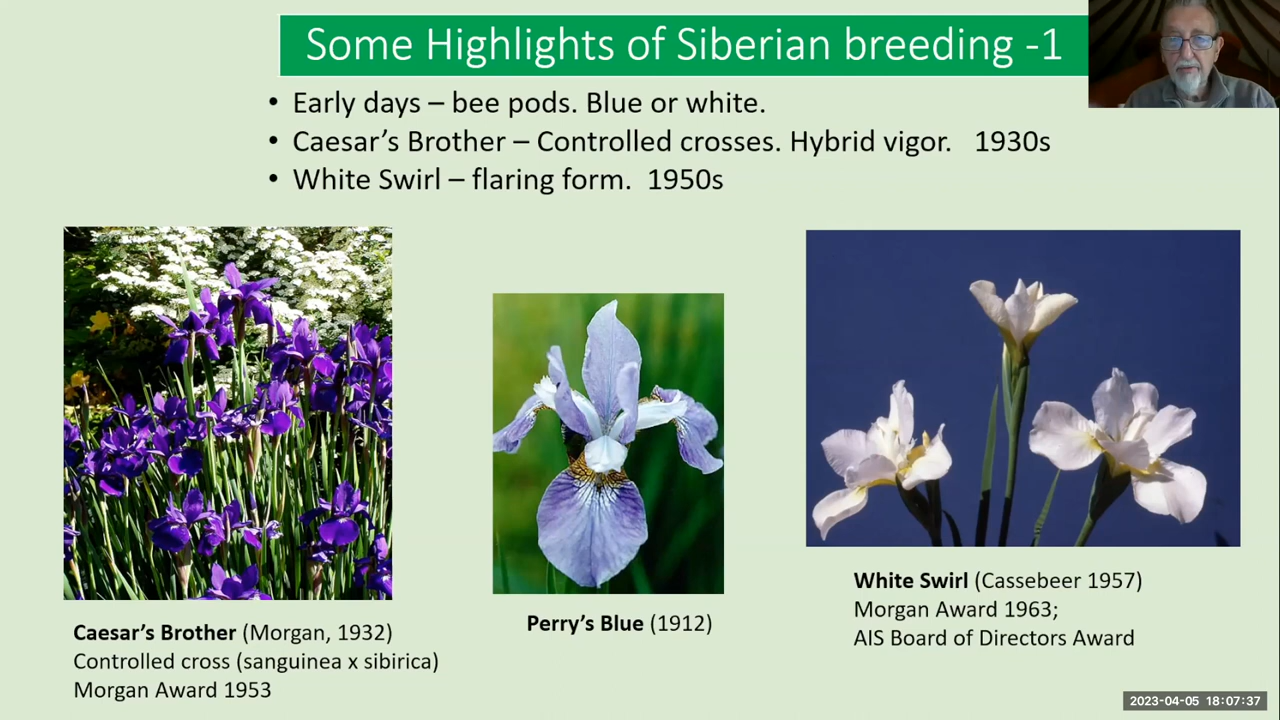 Some Highlights of Siberian breeding -1
• Early days – bee pods. Blue or white.
• Caesar’s Brother – Controlled crosses. Hybrid vigor. 1930s
• White Swirl – flaring form. 1950s
Caesar’s Brother (Morgan, 1932)
Controlled cross (sanguinea x sibirica)
Morgan Award 1953
Perry’s Blue (1912)
White Swirl (Cassebeer 1957)
Morgan Award 1963;
AIS Board of Directors Award
2023-04-05 18:07:37